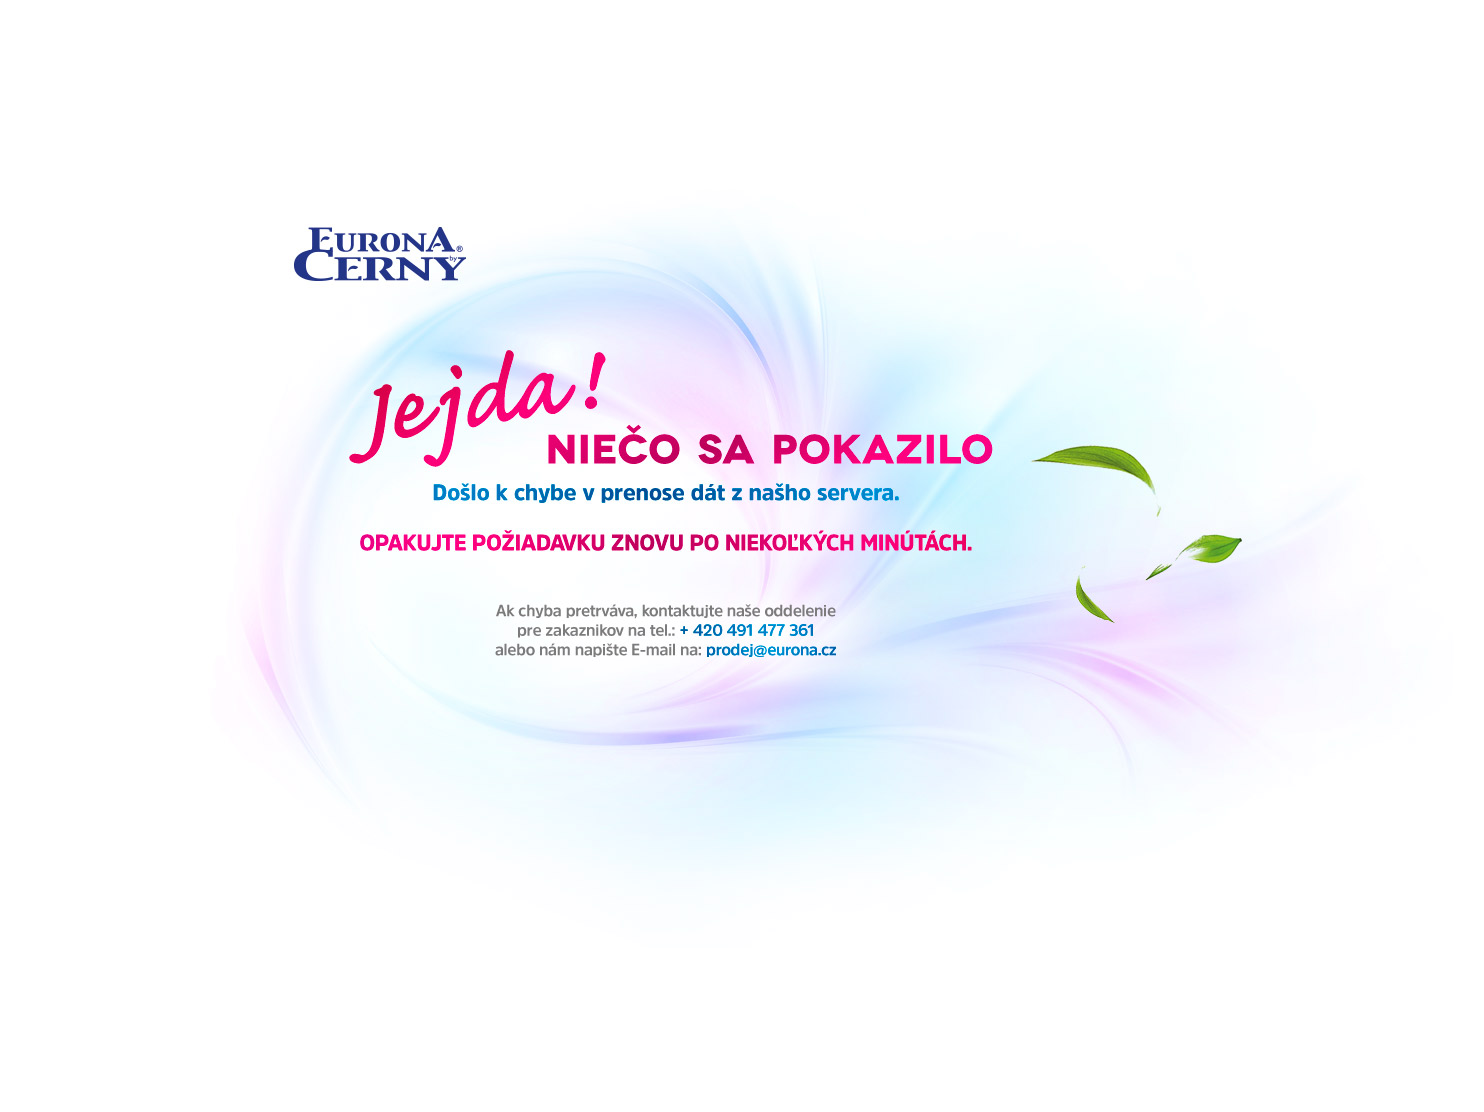 EURONA®
by CERNY
Jejda!
NIEČO SA POKAZILO
Došlo k chybe v prenose dát z našho servera.
OPAKUJTE POŽIADAVKU ZNOVU PO NIEKOĽKÝCH MINÚTÁCH.
Ak chyba pretrváva, kontaktujte naše oddelenie
pre zakaznikov na tel.: + 420 491 477 361
alebo nám napište E-mail na: prodej@eurona.cz